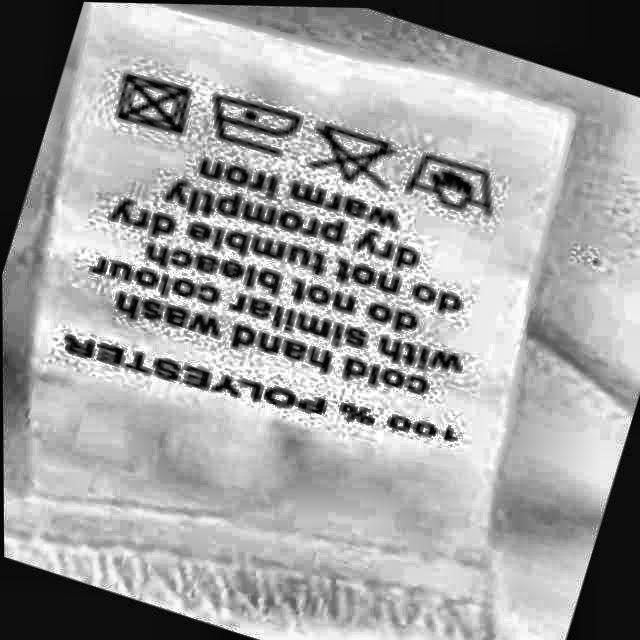 100 % POLYESTER
cold hand wash
with similar colour
do not bleach
do not tumble dry
dry promptly
warm iron